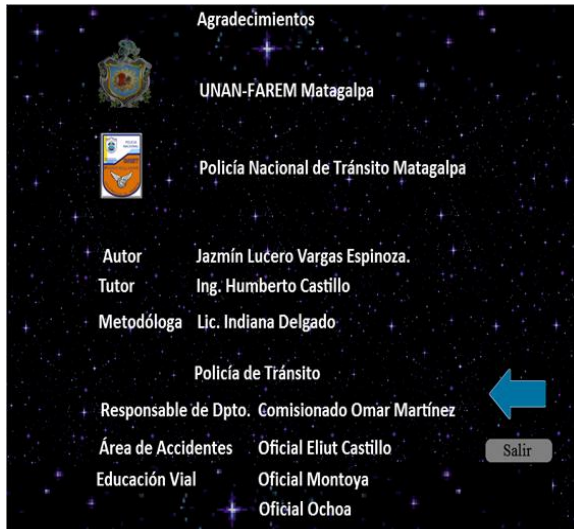 Agradecimientos
UNAN-FAREM Matagalpa
Policía Nacional de Tránsito Matagalpa
Autor Jazmín Lucero Vargas Espinoza.
Tutor Ing. Humberto Castillo
Metodóloga Lic. Indiana Delgado
Policía de Tránsito
Responsable de Dpto. Comisionado Omar Martínez
Área de Accidentes Oficial Eliut Castillo
Salir
Educación Vial Oficial Montoya
Oficial Ochoa